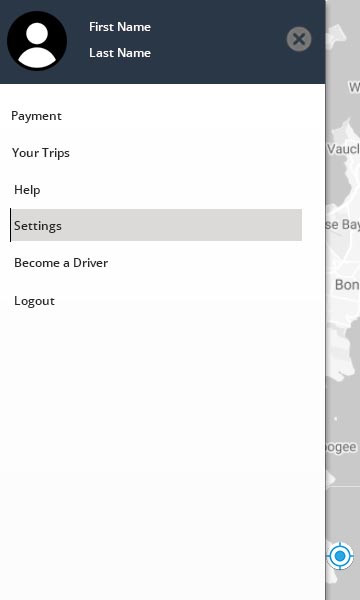 First Name
Last Name
Payment
Your Trips
Help
Settings
Become a Driver
Logout
W
Vaucl
se Bay
Bon
ogee